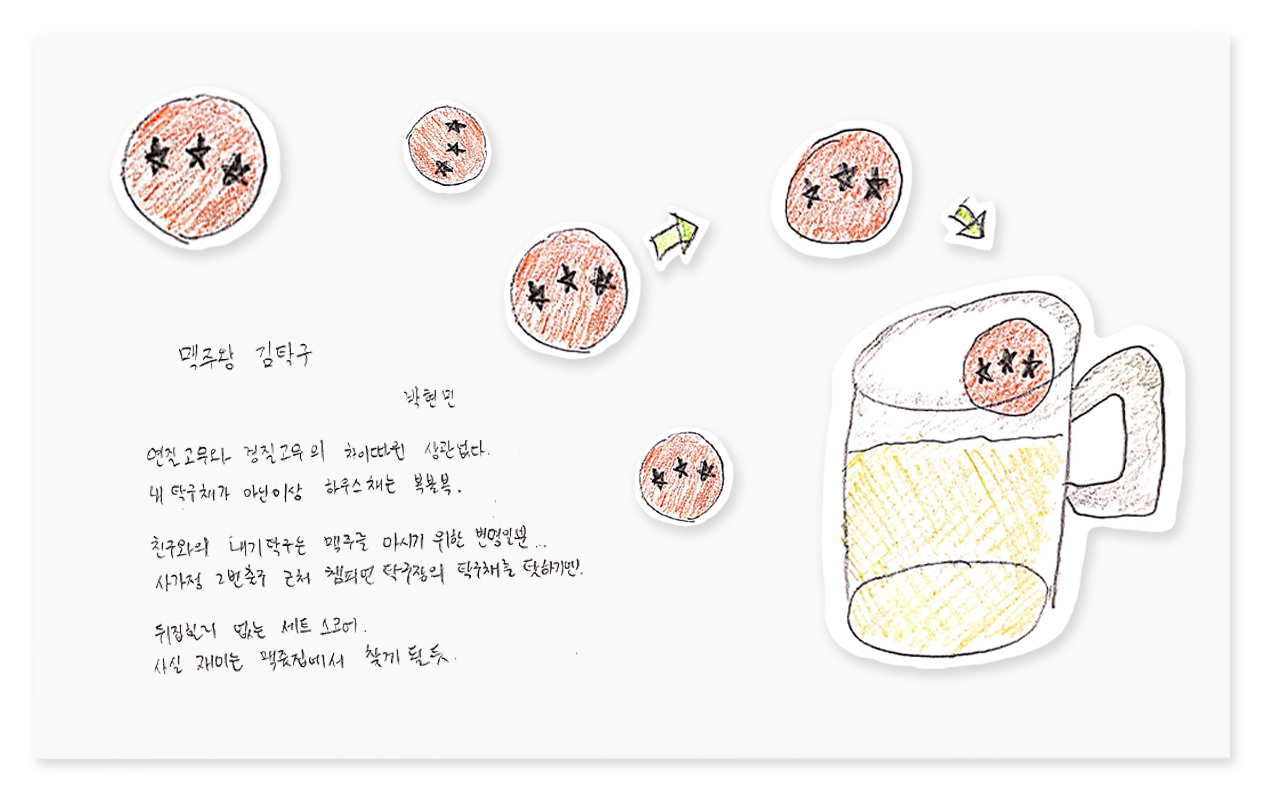 맥주왕 김탁구
박현민
연질고무와 경질고무의 차이따윈 상관없다.
내 탁구채가 아닌이상 하우스채는 복불복.
친구와의 내기탁구는 맥주를 마시기 위한 변명일뿐...
사가정 2번출구 근처 챔피언 탁구장의 탁구채를 탓하기엔!
뒤집힐리 없는 세트 스코어.
사실 재미는 맥줏집에서 찾게 될 듯.